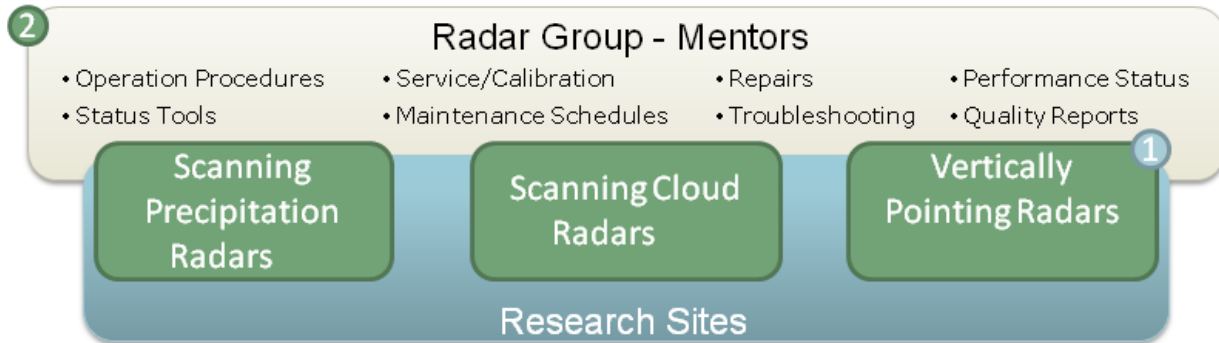 2
Radar Group - Mentors
• Operation Procedures • Service/Calibration • Repairs • Performance Status
• Status Tools • Maintenance Schedules • Troubleshooting • Quality Reports
1
Scanning
Precipitation
Radars
Scanning Cloud
Radars
Vertically
Pointing Radars
Research Sites